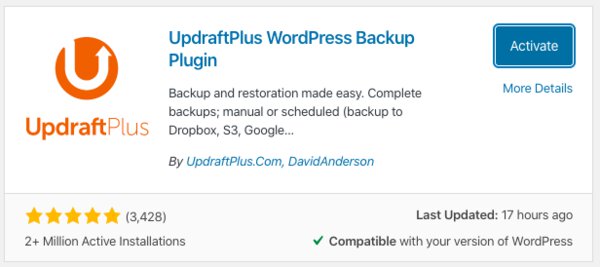 UpdraftPlus WordPress Backup
Plugin
Activate
More Details
Backup and restoration made easy. Complete
backups; manual or scheduled (backup to
Dropbox, S3, Google...
By UpdraftPlus.Com, DavidAnderson
UpdraftPlus
(3,428)
Last Updated: 17 hours ago
2+ Million Active Installations
Compatible with your version of WordPress